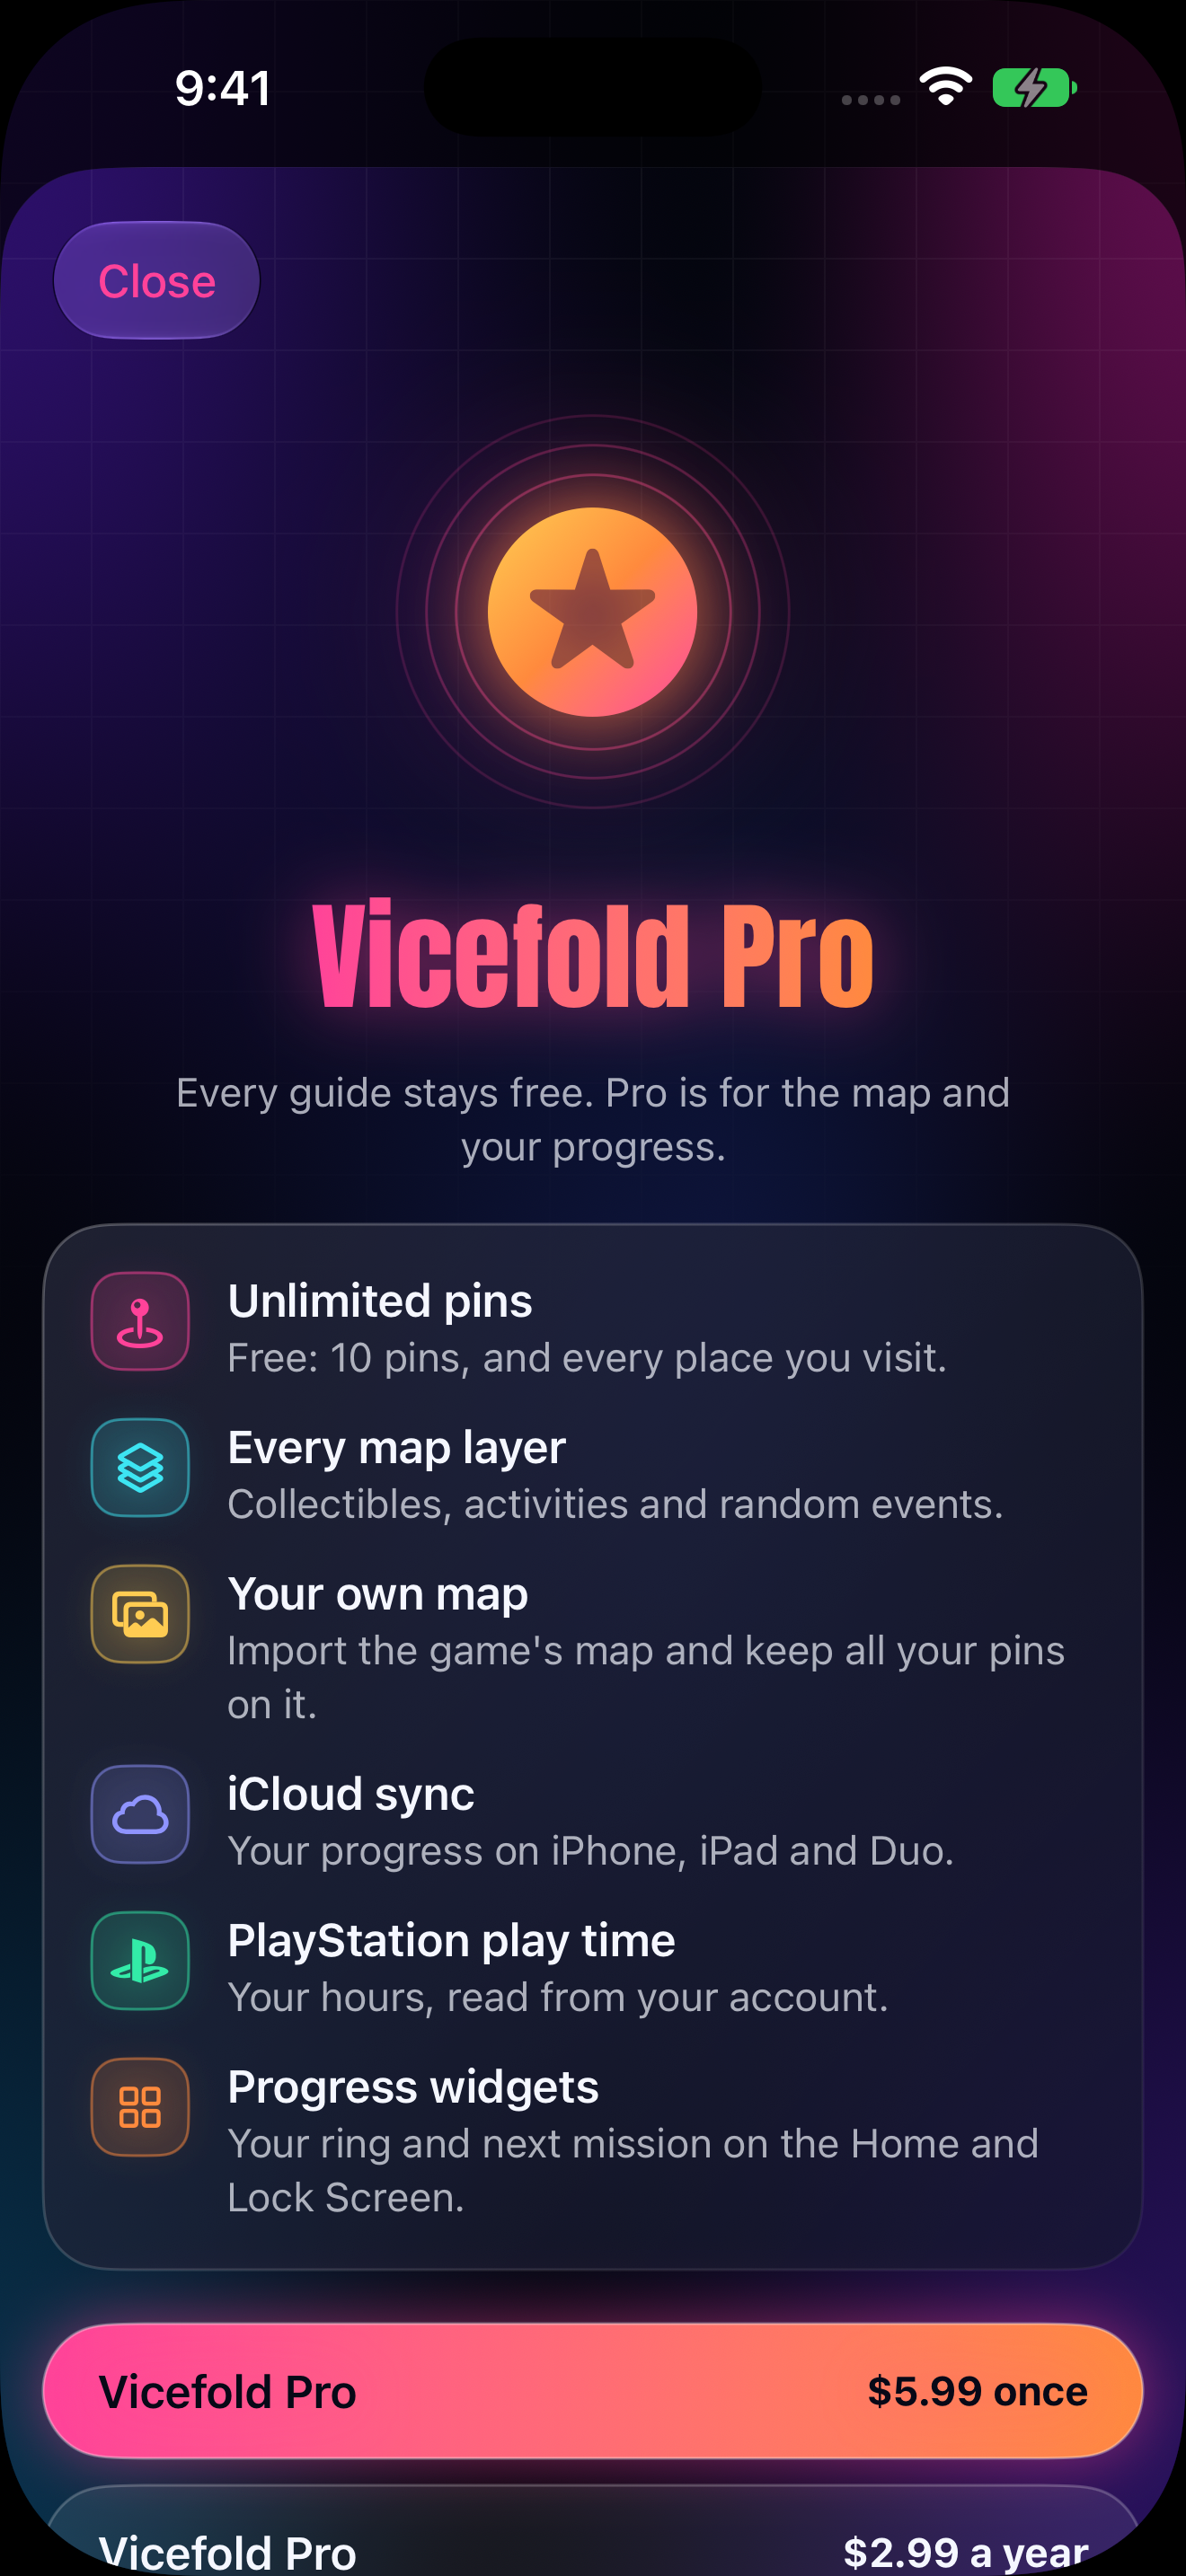 9:41
Close
Vicefold Pro
Every guide stays free. Pro is for the map and
your progress.
Unlimited pins
Free: 10 pins, and every place you visit.
Every map layer
Collectibles, activities and random events.
Your own map
Import the game's map and keep all your pins
on it.
iCloud sync
Your progress on iPhone, iPad and Duo.
PlayStation play time
Your hours, read from your account.
Progress widgets
Your ring and next mission on the Home and
Lock Screen.
Vicefold Pro $5.99 once
Vicefold Pro $2.99 a year